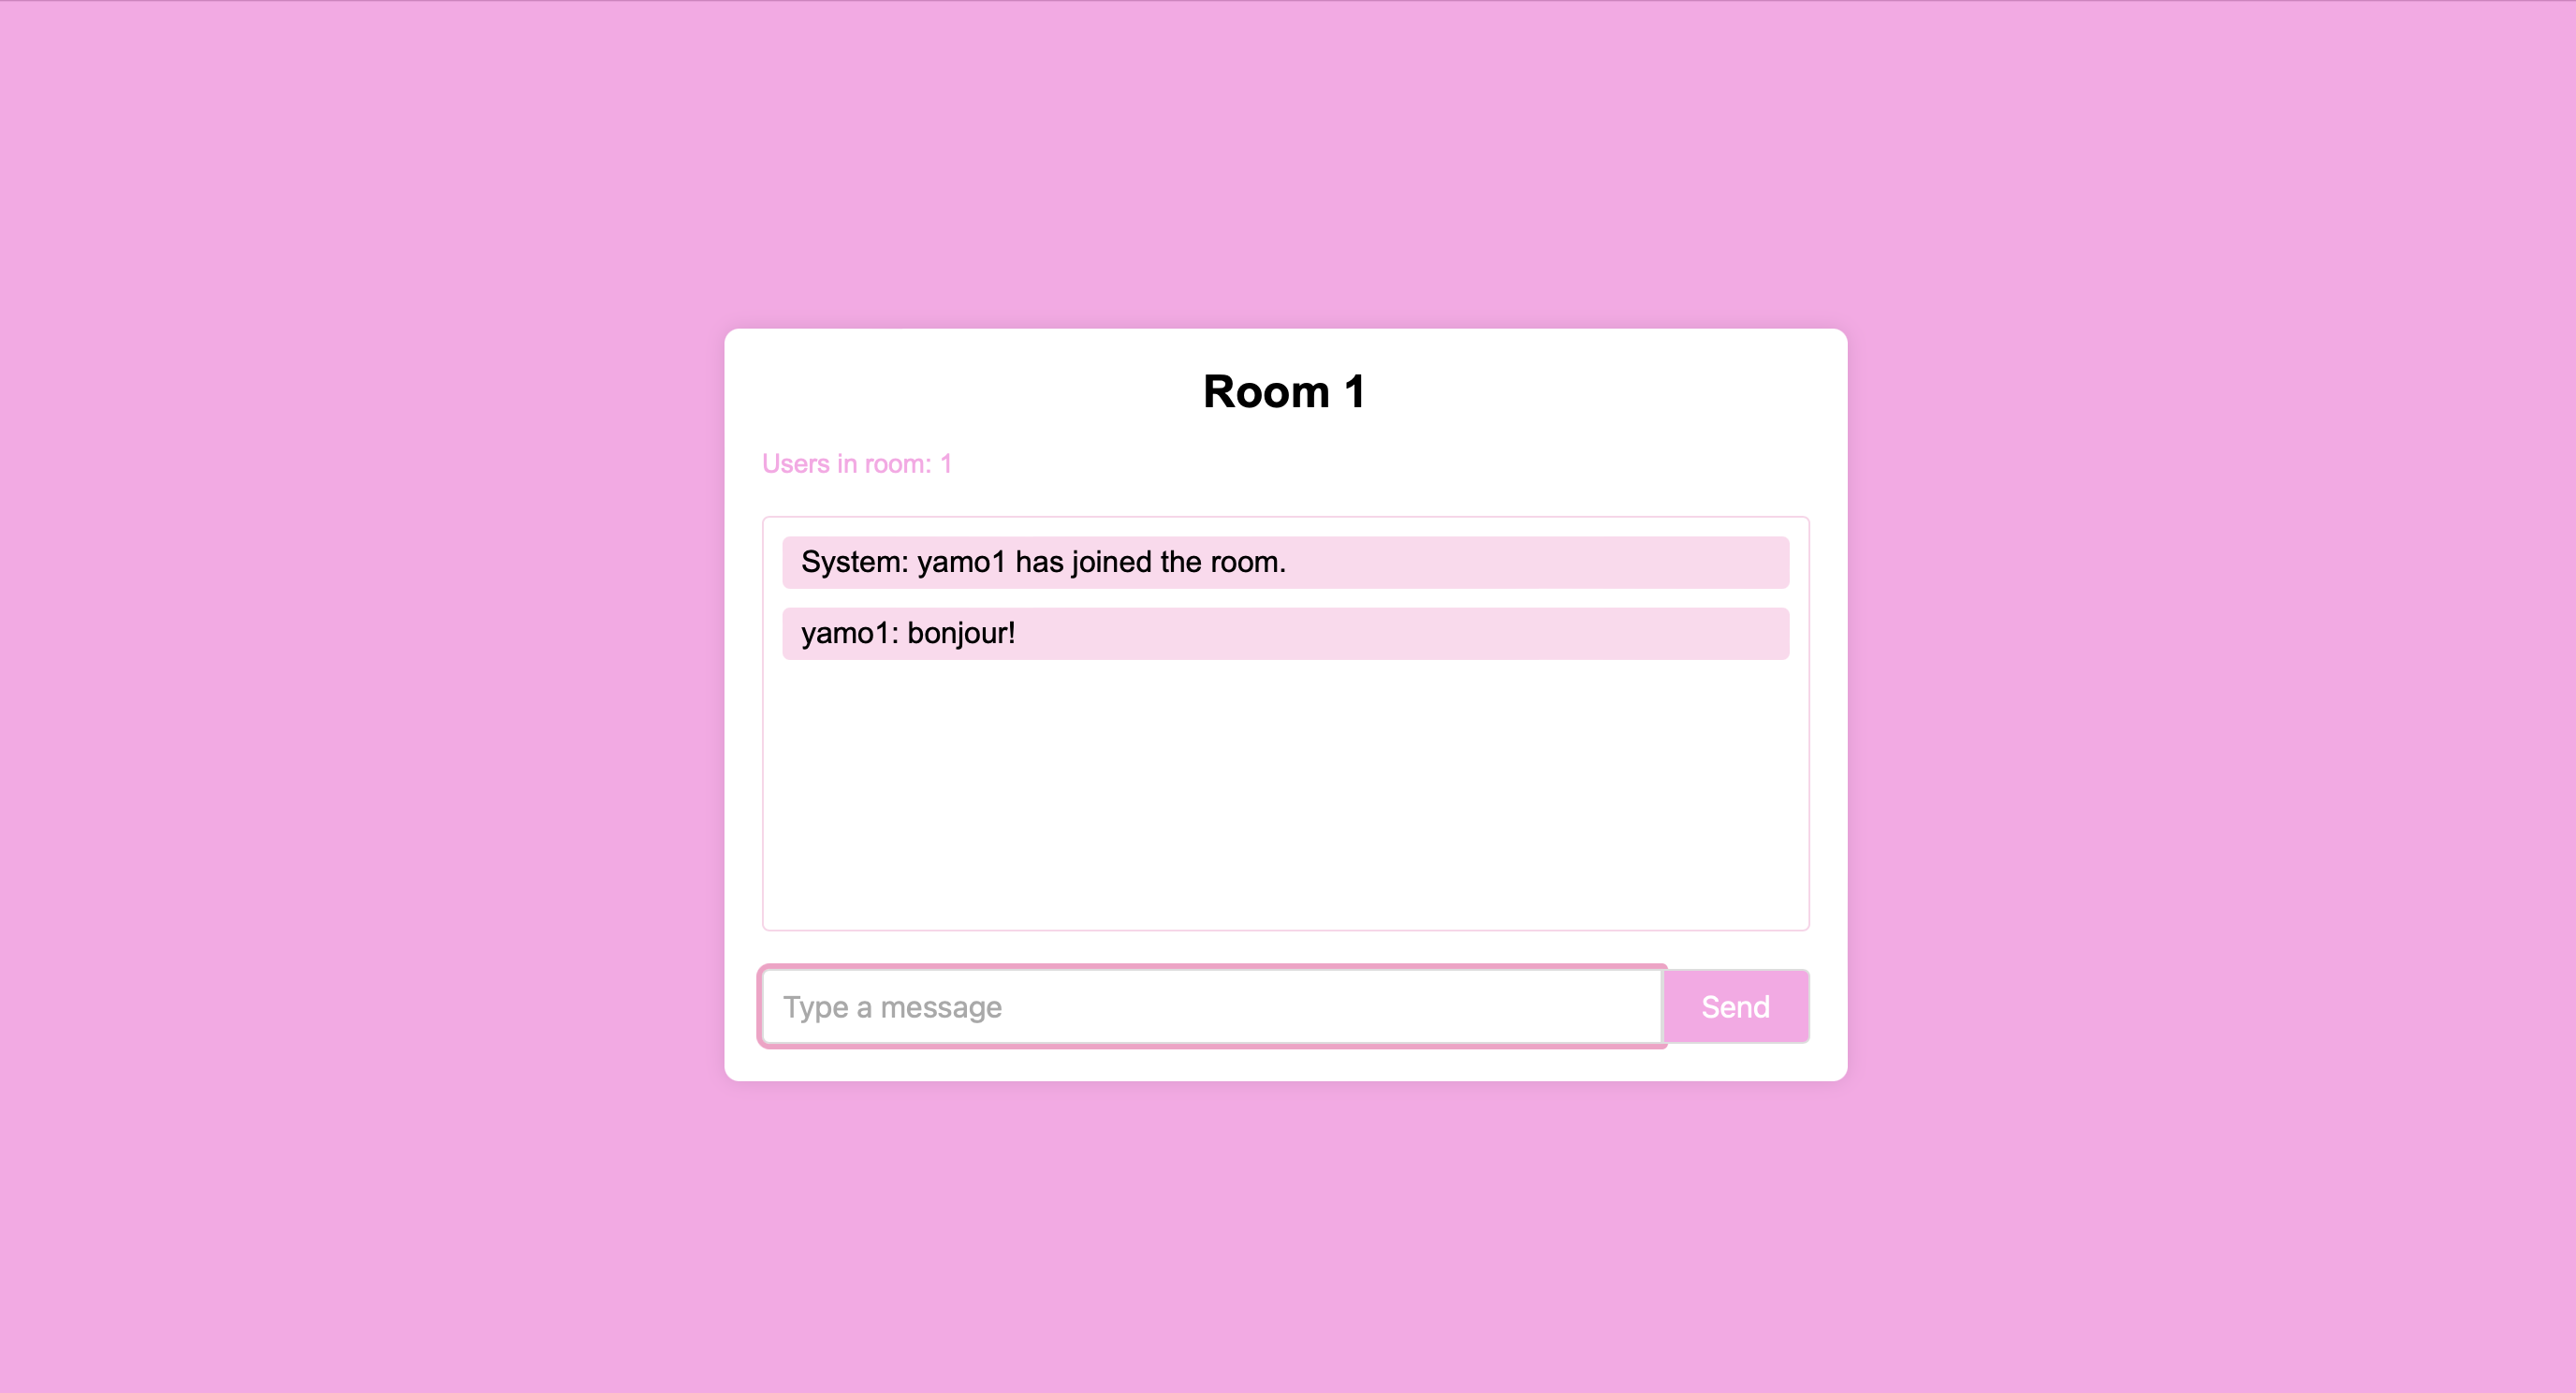 Room 1
Users in room: 1
System: yamo1 has joined the room.
yamo1: bonjour!
Type a message
Send